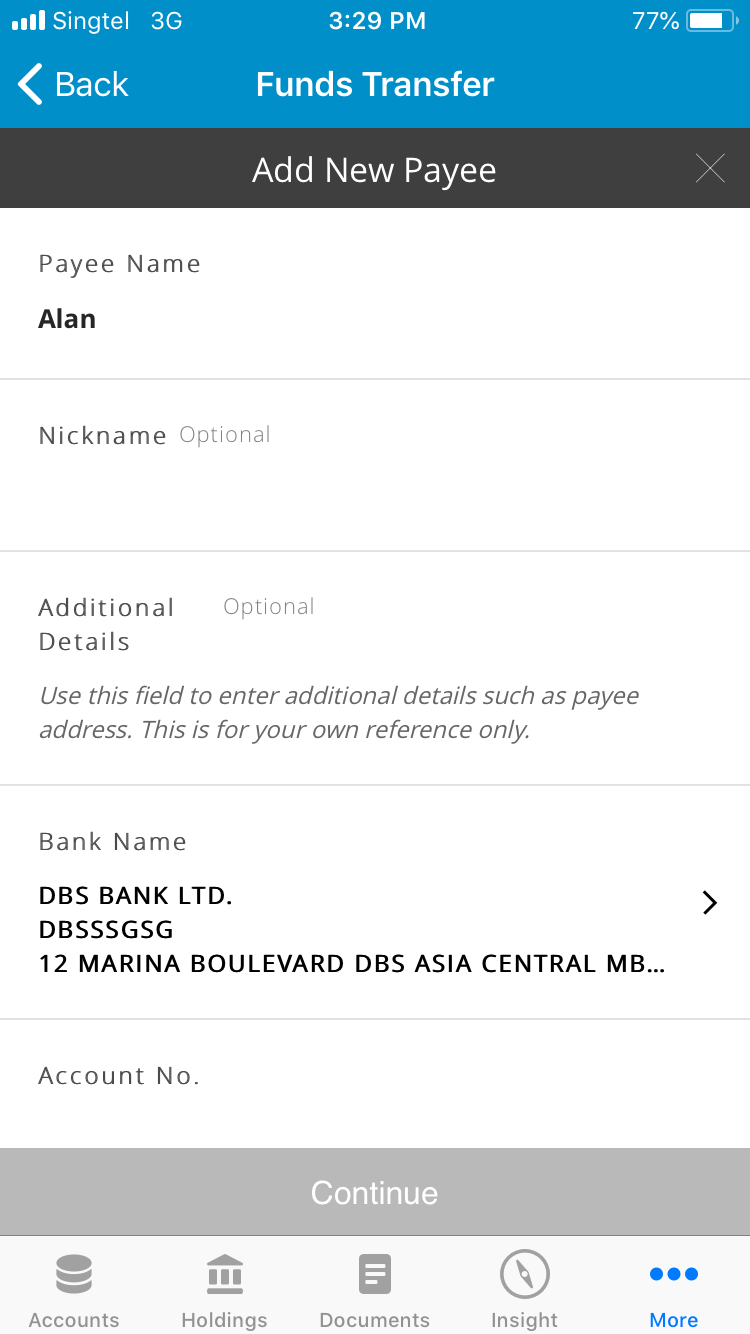 Singtel 3G 3:29 PM 77%
Back Funds Transfer
Add New Payee
Payee Name
Alan
Nickname Optional
Additional Optional
Details
Use this field to enter additional details such as payee
address. This is for your own reference only.
Bank Name
DBS BANK LTD.
DBSSSGSG
12 MARINA BOULEVARD DBS ASIA CENTRAL MB...
Account No.
Continue
Accounts Holdings Documents Insight More